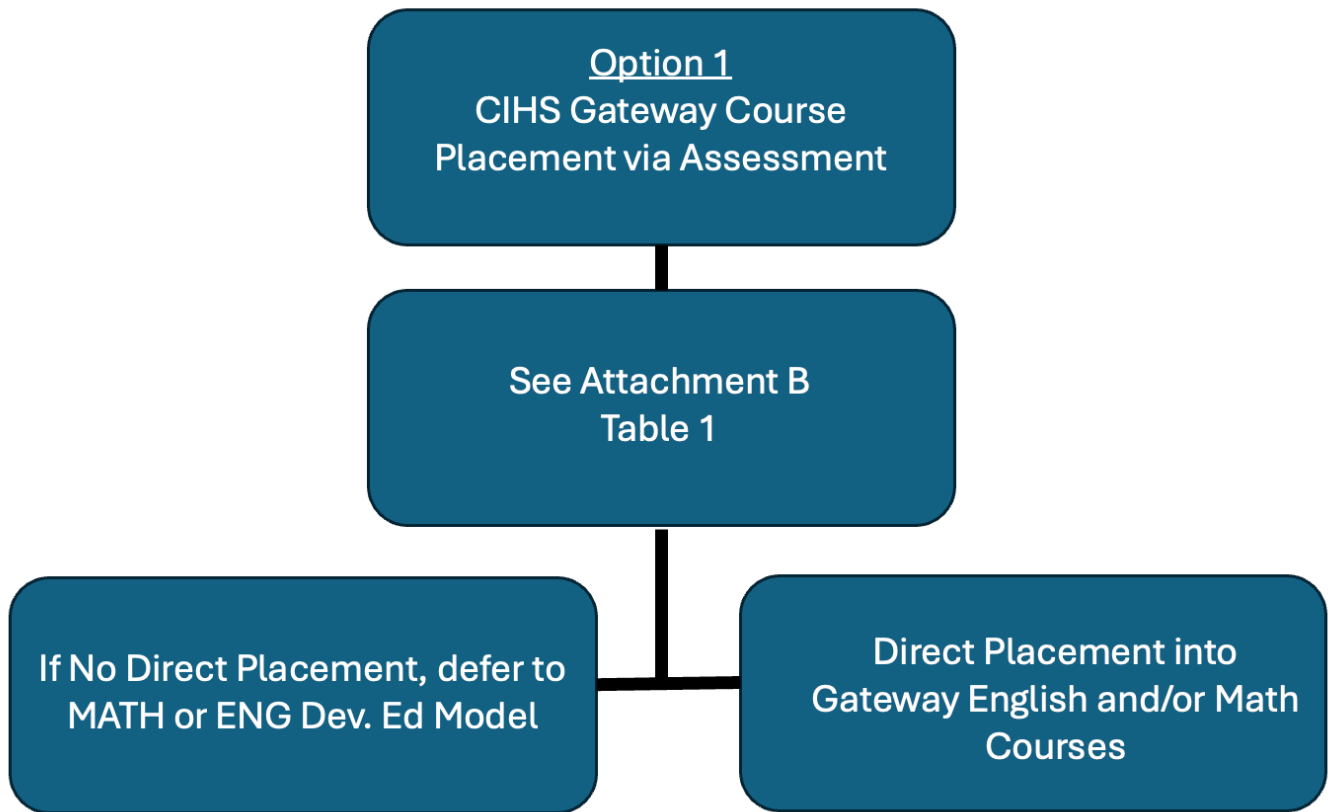 Option 1
CIHS Gateway Course
Placement via Assessment
See Attachment B
Table 1
If No Direct Placement, defer to
MATH or ENG Dev. Ed Model
Direct Placement into
Gateway English and/or Math
Courses